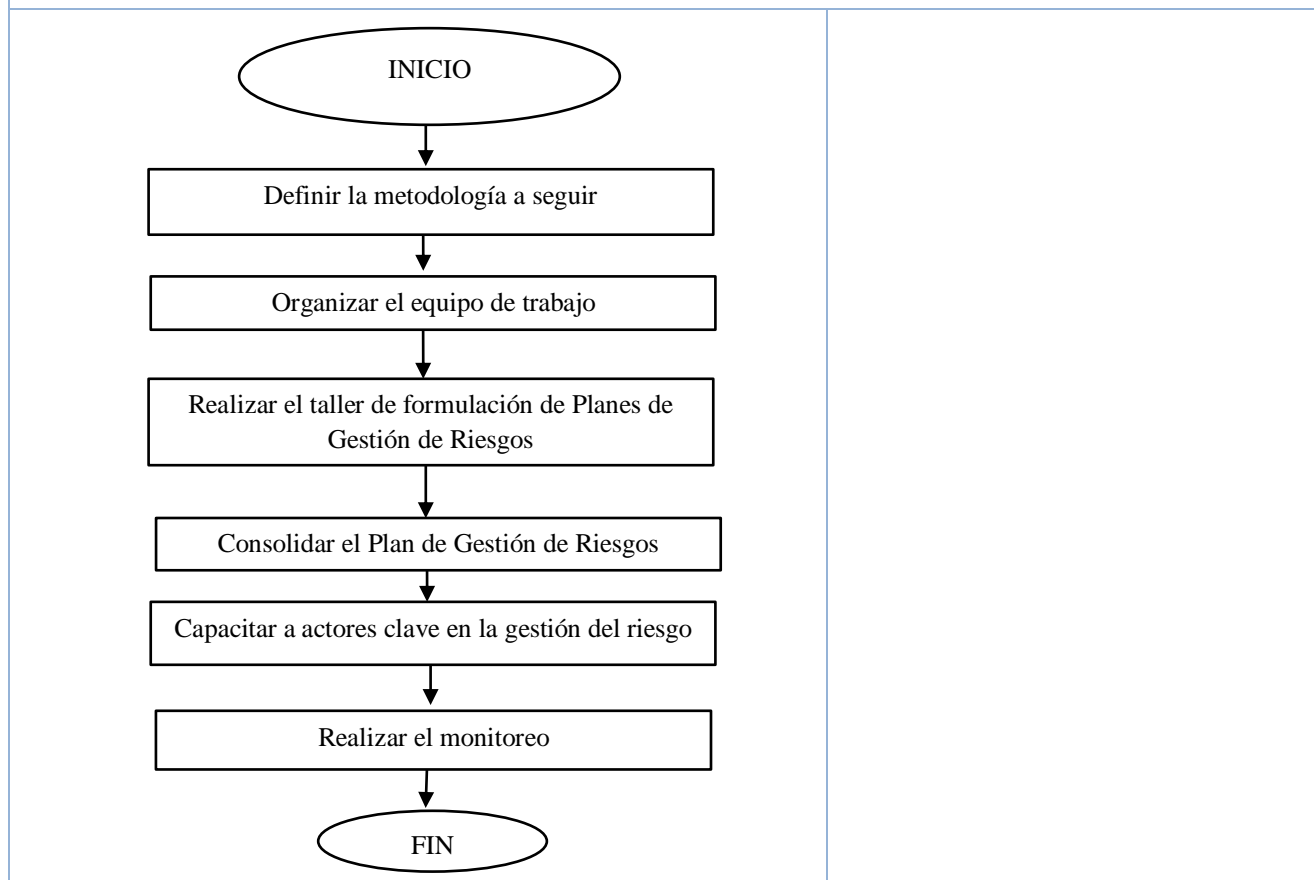 INICIO
Definir la metodología a seguir
Organizar el equipo de trabajo
Realizar el taller de formulación de Planes de
Gestión de Riesgos
Consolidar el Plan de Gestión de Riesgos
Capacitar a actores clave en la gestión del riesgo
Realizar el monitoreo
FIN